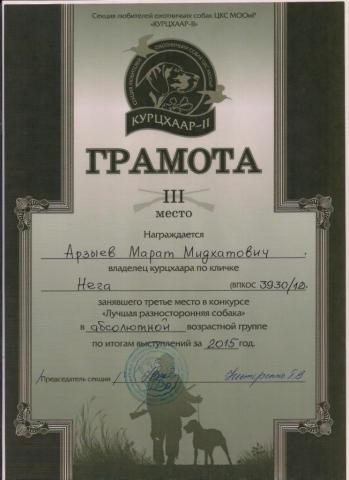 Секция любителей охотничьих собак ЦКС МООиР
«КУРЦХААР-II»
КУРЦХААР-II
ГРАМОТА
III
место
Награждается
Арзыев Марат Мидхатович
владелец курцхаара по кличке
Нега (ВПКОС 3930/12)
занявшего третье место в конкурсе
«Лучшая разносторонняя собака»
в абсолютной возрастной группе
по итогам выступлений за 2015 год.
/Председатель секции /